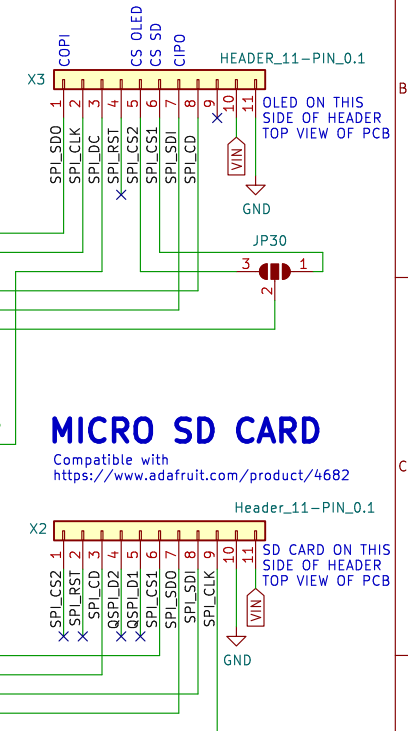 COPI
CS OLED
CS SD
CIPO
HEADER_11-PIN_0.1
X3
1 2 3 4 5 6 7 8 9 10 11
SPI_SDO
SPI_CLK
SPI_DC
SPI_RST
SPI_CS2
SPI_CS1
SPI_SDI
SPI_CD
OLED ON THIS
SIDE OF HEADER
TOP VIEW OF PCB
VIN
GND
B
JP30
3 1
2
MICRO SD CARD
Compatible with
https://www.adafruit.com/product/4682
C
Header_11-PIN_0.1
X2
1 2 3 4 5 6 7 8 9 10 11
SPI_CS2
SPI_RST
SPI_CD
QSPI_D2
QSPI_D1
SPI_CS1
SPI_SDO
SPI_SDI
SPI_CLK
SD CARD ON THIS
SIDE OF HEADER
TOP VIEW OF PCB
VIN
GND